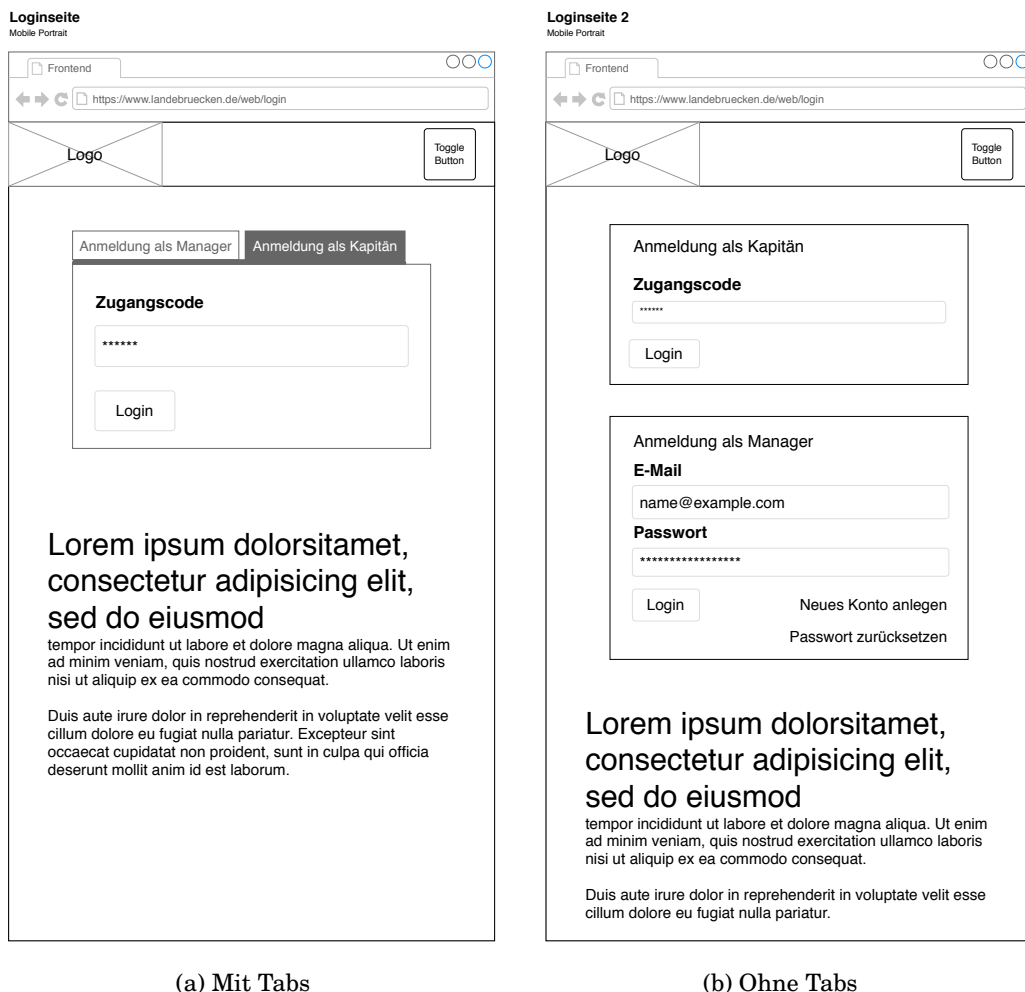 Loginseite
Mobile Portrait
Frontend
https://www.landebruecken.de/web/login
Logo
Toggle
Button
Anmeldung als Manager
Anmeldung als Kapitän
Zugangscode
******
Login
Lorem ipsum dolorsitamet,
consectetur adipisicing elit,
sed do eiusmod
tempor incididunt ut labore et dolore magna aliqua. Ut enim
ad minim veniam, quis nostrud exercitation ullamco laboris
nisi ut aliquip ex ea commodo consequat.
Duis aute irure dolor in reprehenderit in voluptate velit esse
cillum dolore eu fugiat nulla pariatur. Excepteur sint
occaecat cupidatat non proident, sunt in culpa qui officia
deserunt mollit anim id est laborum.
(a) Mit Tabs
Loginseite 2
Mobile Portrait
Frontend
https://www.landebruecken.de/web/login
Logo
Toggle
Button
Anmeldung als Kapitän
Zugangscode
******
Login
Anmeldung als Manager
E-Mail
name@example.com
Passwort
*****************
Login
Neues Konto anlegen
Passwort zurücksetzen
Lorem ipsum dolorsitamet,
consectetur adipisicing elit,
sed do eiusmod
tempor incididunt ut labore et dolore magna aliqua. Ut enim
ad minim veniam, quis nostrud exercitation ullamco laboris
nisi ut aliquip ex ea commodo consequat.
Duis aute irure dolor in reprehenderit in voluptate velit esse
cillum dolore eu fugiat nulla pariatur.
(b) Ohne Tabs